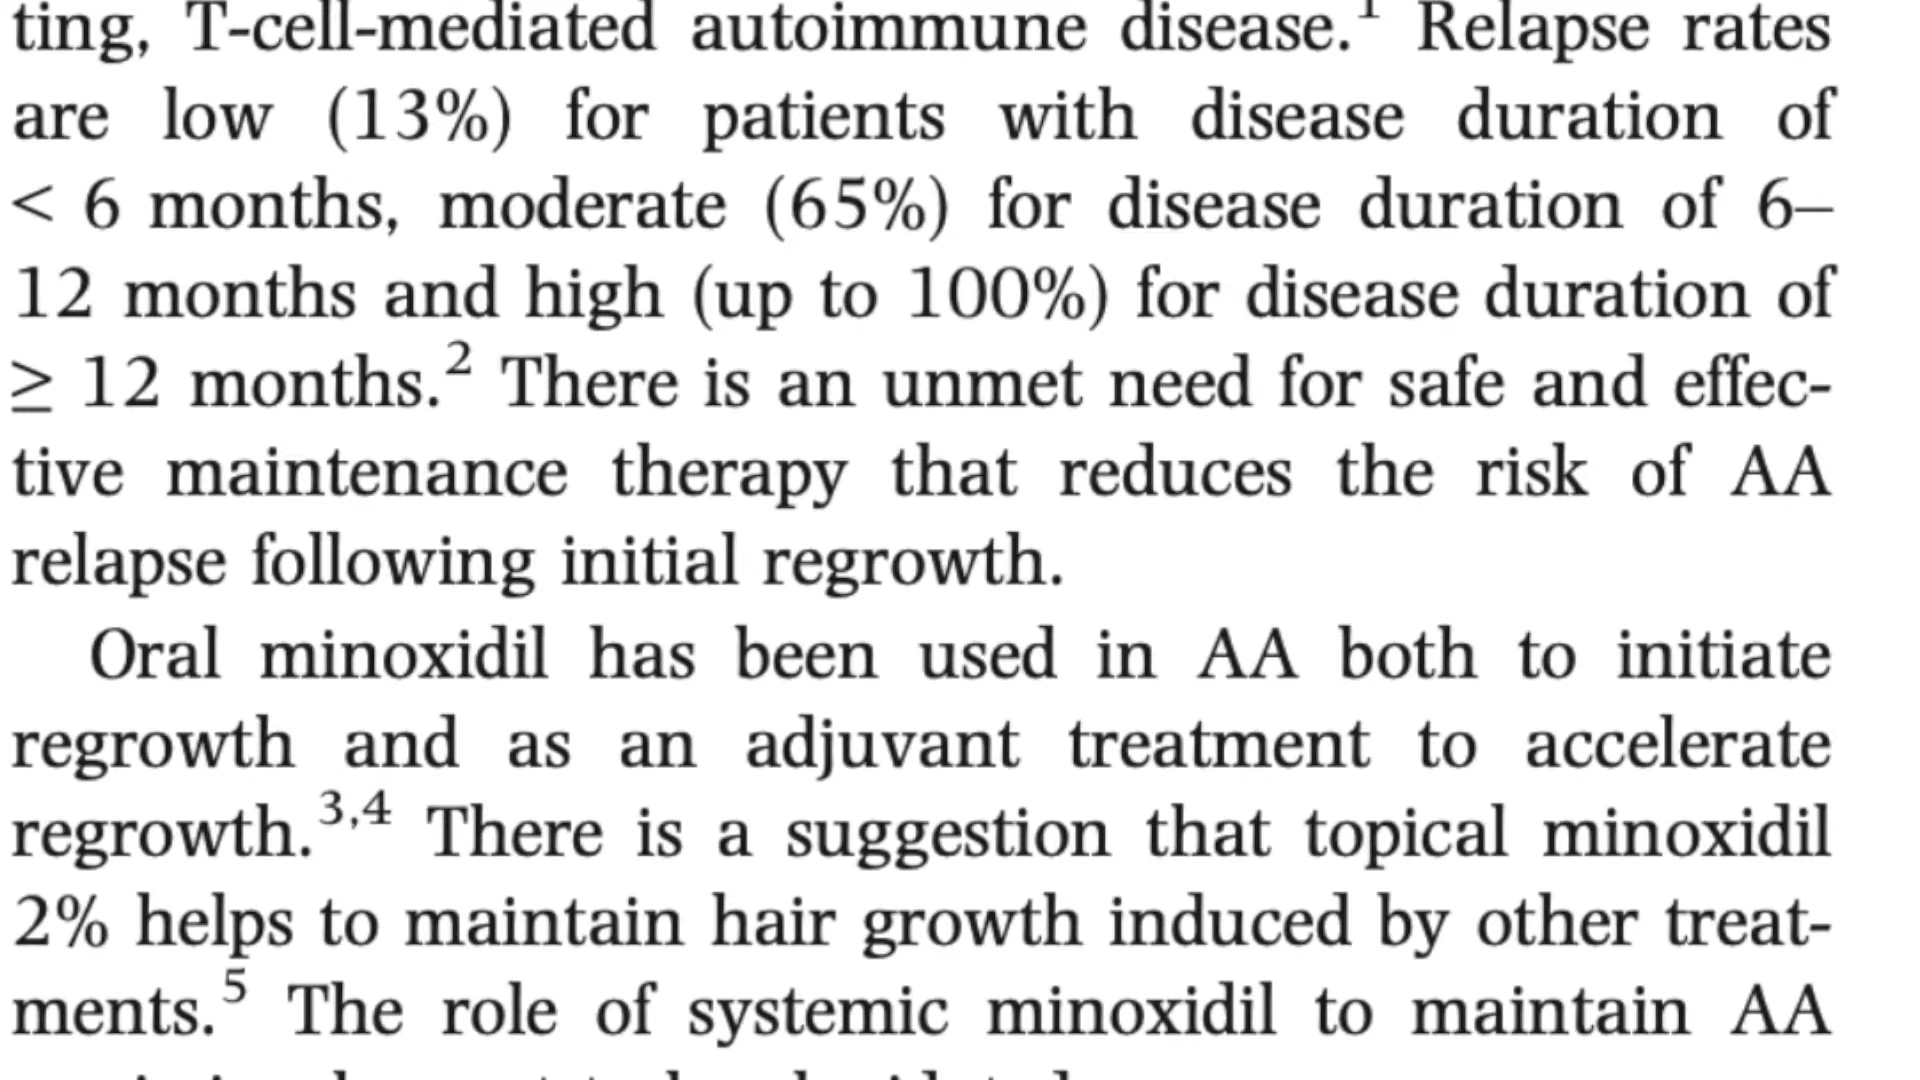 ting, T-cell-mediated autoimmune disease.1 Relapse rates
are low (13%) for patients with disease duration of
< 6 months, moderate (65%) for disease duration of 6–
12 months and high (up to 100%) for disease duration of
≥ 12 months.2 There is an unmet need for safe and effec-
tive maintenance therapy that reduces the risk of AA
relapse following initial regrowth.
Oral minoxidil has been used in AA both to initiate
regrowth and as an adjuvant treatment to accelerate
regrowth.3,4 There is a suggestion that topical minoxidil
2% helps to maintain hair growth induced by other treat-
ments.5 The role of systemic minoxidil to maintain AA